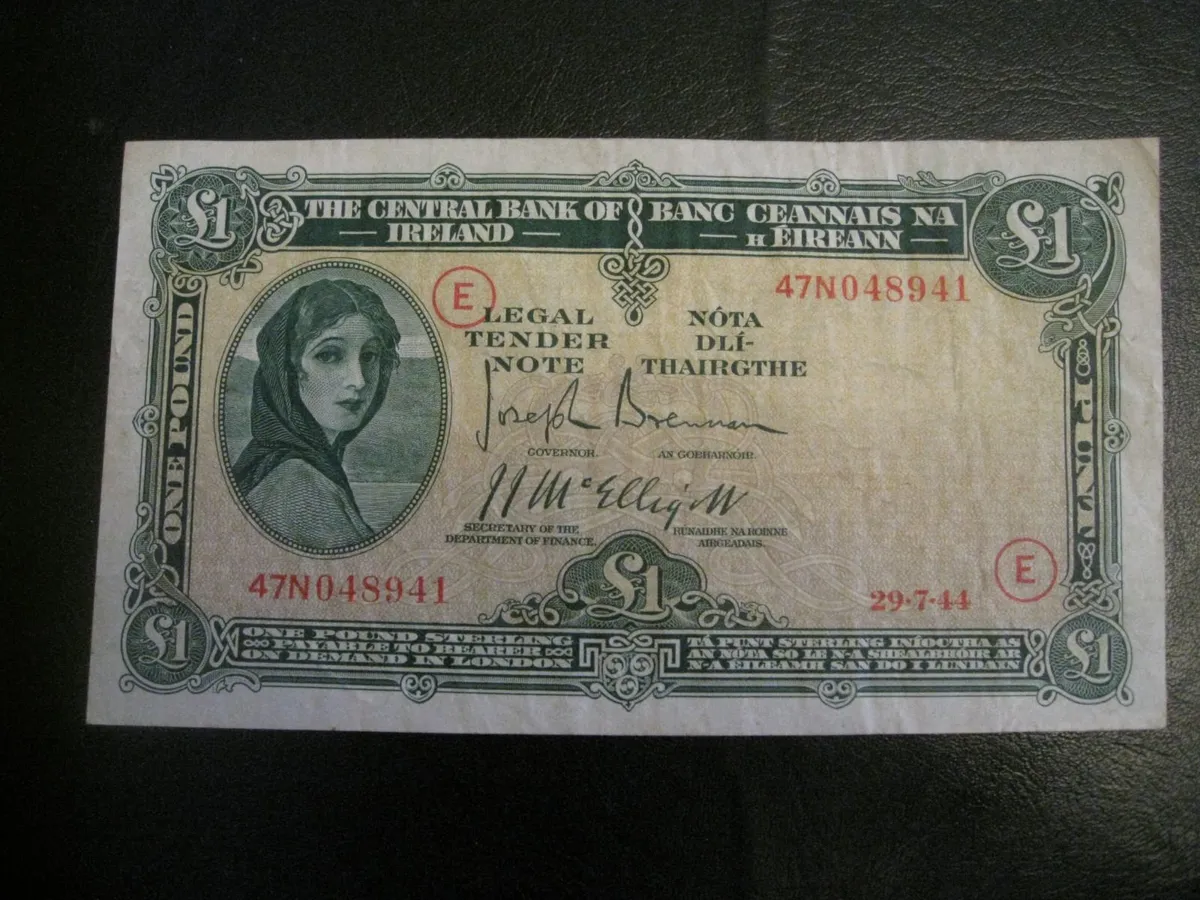 £1
THE CENTRAL BANK OF
IRELAND
BANC CEANNAIS NA
H ÉIREANN
£1
E
47N048941
LEGAL
TENDER
NOTE
NÓTA
DLÍ-
THAIRGTHE
ONE POUND
PUNT
Joseph Brennan
GOVERNOR.
AN GOBHARNÓIR.
JJ McElligott
SECRETARY OF THE
DEPARTMENT OF FINANCE.
RUNAIDHE NA ROINNE
AIRGEADAIS.
£1
47N048941
29·7·44
E
£1
ONE POUND STERLING
PAYABLE TO BEARER
ON DEMAND IN LONDON
TÁ PUNT STERLING INÍOCTHA AS
AN NÓTA SO LE N-A SHEALBHÓIR AR
N-A ÉILEAMH SAN DO I LUNDAIN
£1